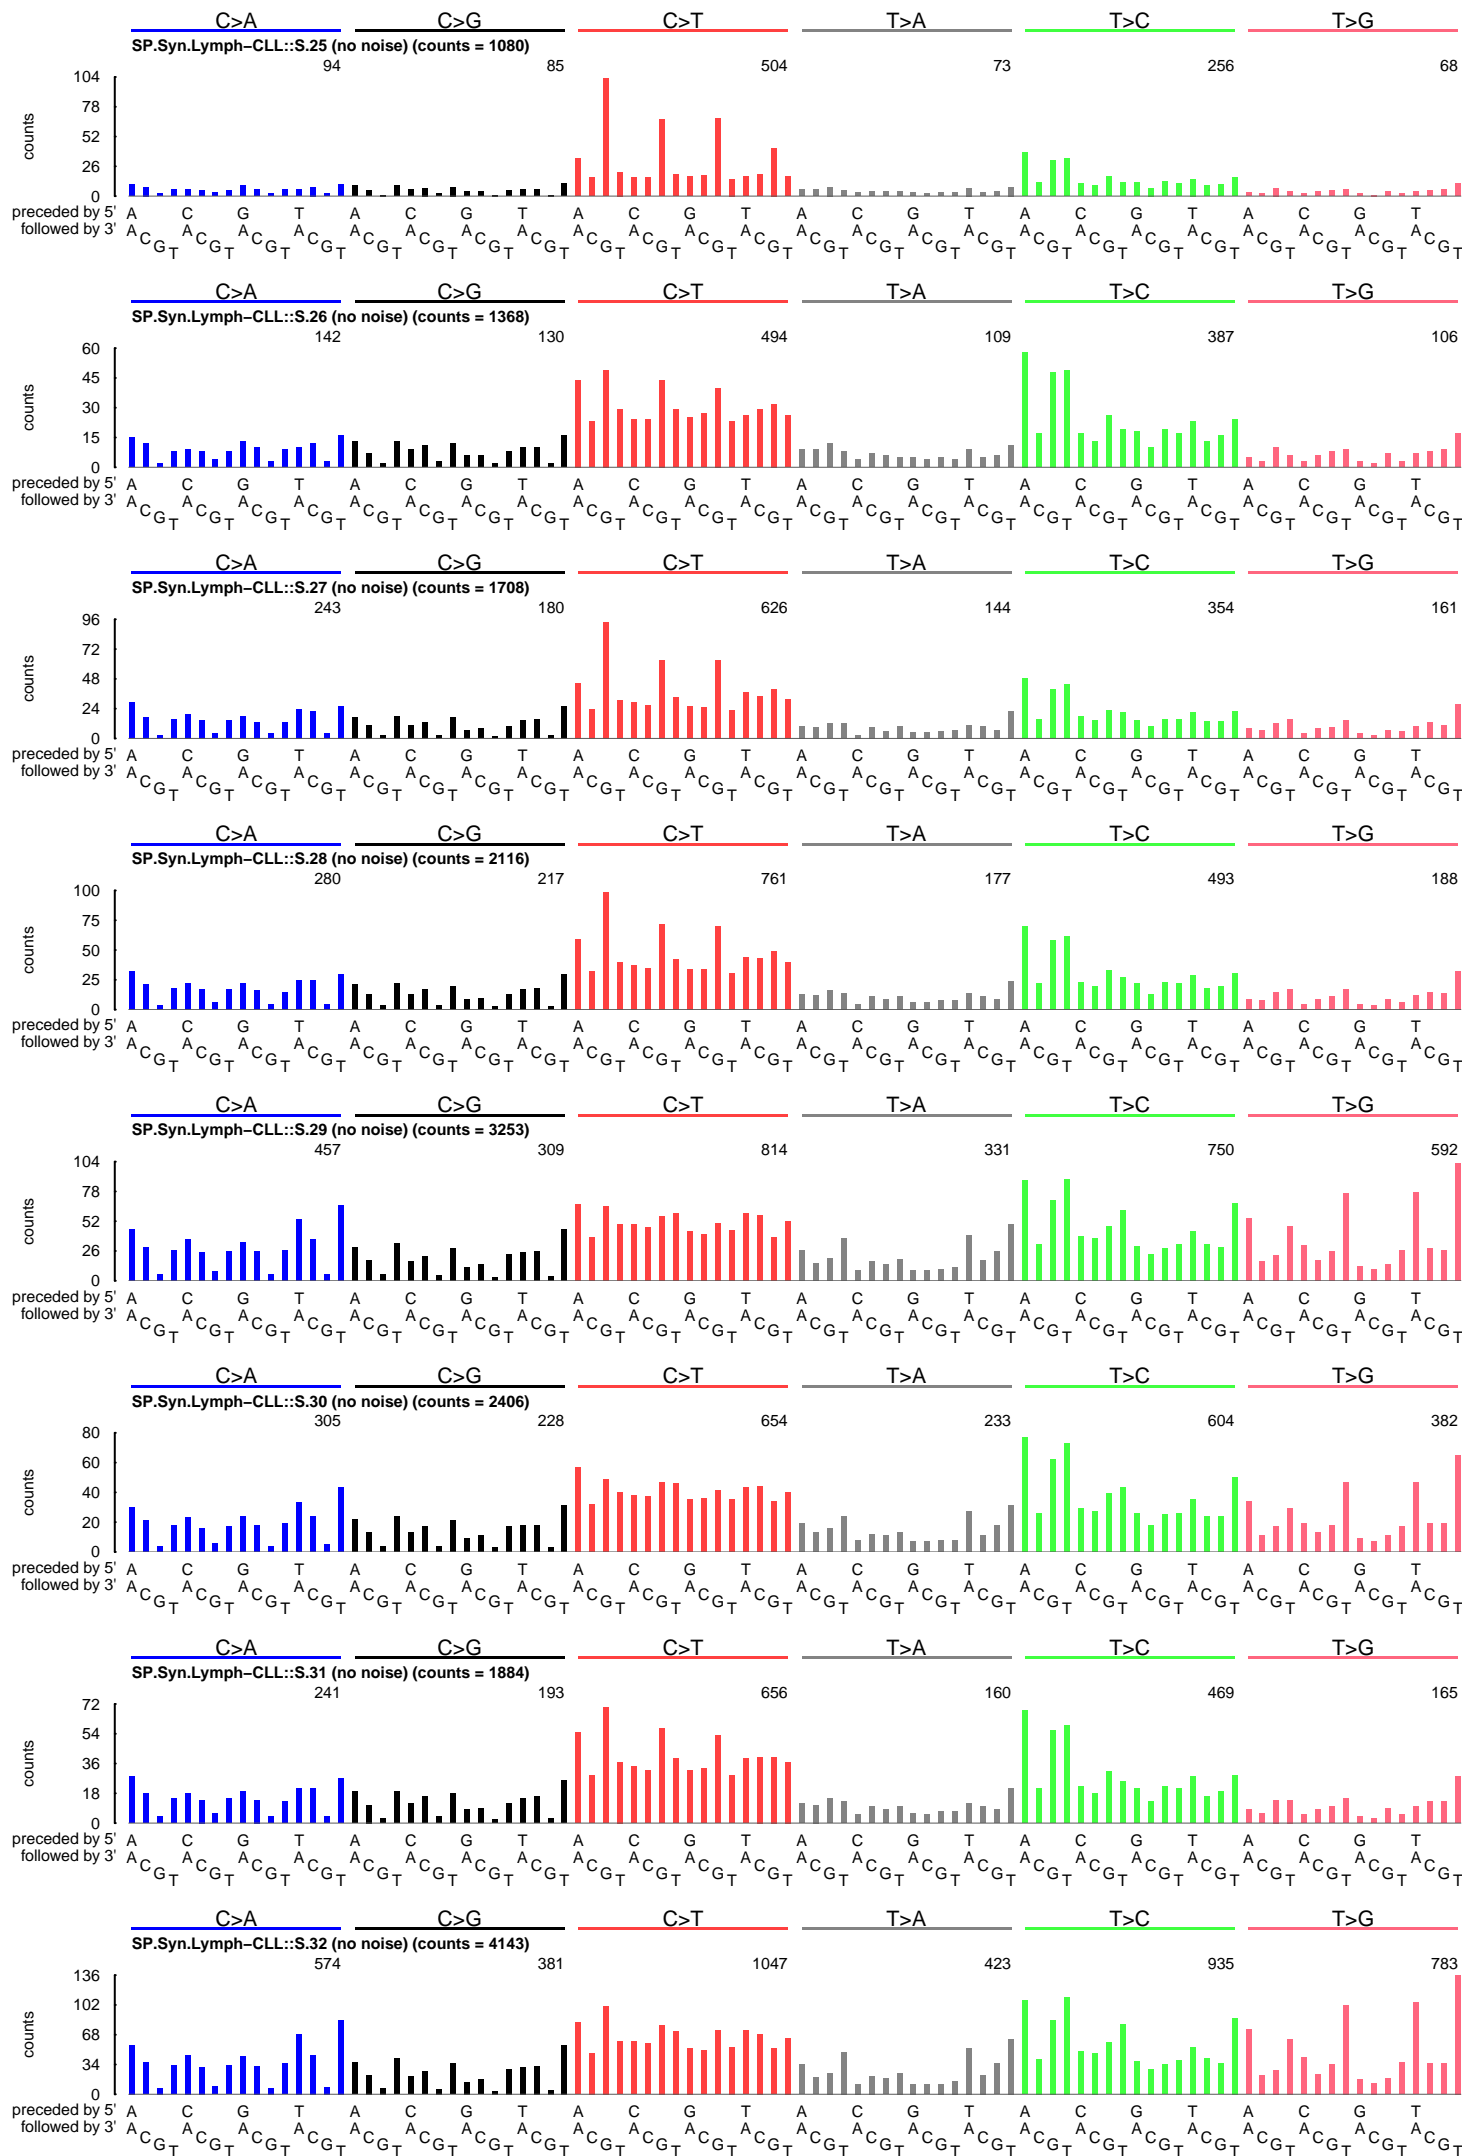 C>A C>G C>T T>A T>C T>G
SP.Syn.Lymph−CLL::S.25 (no noise) (counts = 1080)
94 85 504 73 256 68
104
78
52
26
0
counts
preceded by 5' A C G T A C G T A C G T A C G T A C G T A C G T
followed by 3' A C G T A C G T A C G T A C G T A C G T A C G T A C G T A C G T A C G T A C G T A C G T A C G T A C G T A C G T A C G T A C G T A C G T A C G T A C G T A C G T A C G T A C G T A C G T A C G T
C>A C>G C>T T>A T>C T>G
SP.Syn.Lymph−CLL::S.26 (no noise) (counts = 1368)
142 130 494 109 387 106
60
45
30
15
0
counts
preceded by 5' A C G T A C G T A C G T A C G T A C G T A C G T
followed by 3' A C G T A C G T A C G T A C G T A C G T A C G T A C G T A C G T A C G T A C G T A C G T A C G T A C G T A C G T A C G T A C G T A C G T A C G T A C G T A C G T A C G T A C G T A C G T A C G T
C>A C>G C>T T>A T>C T>G
SP.Syn.Lymph−CLL::S.27 (no noise) (counts = 1708)
243 180 626 144 354 161
96
72
48
24
0
counts
preceded by 5' A C G T A C G T A C G T A C G T A C G T A C G T
followed by 3' A C G T A C G T A C G T A C G T A C G T A C G T A C G T A C G T A C G T A C G T A C G T A C G T A C G T A C G T A C G T A C G T A C G T A C G T A C G T A C G T A C G T A C G T A C G T A C G T
C>A C>G C>T T>A T>C T>G
SP.Syn.Lymph−CLL::S.28 (no noise) (counts = 2116)
280 217 761 177 493 188
100
75
50
25
0
counts
preceded by 5' A C G T A C G T A C G T A C G T A C G T A C G T
followed by 3' A C G T A C G T A C G T A C G T A C G T A C G T A C G T A C G T A C G T A C G T A C G T A C G T A C G T A C G T A C G T A C G T A C G T A C G T A C G T A C G T A C G T A C G T A C G T A C G T
C>A C>G C>T T>A T>C T>G
SP.Syn.Lymph−CLL::S.29 (no noise) (counts = 3253)
457 309 814 331 750 592
104
78
52
26
0
counts
preceded by 5' A C G T A C G T A C G T A C G T A C G T A C G T
followed by 3' A C G T A C G T A C G T A C G T A C G T A C G T A C G T A C G T A C G T A C G T A C G T A C G T A C G T A C G T A C G T A C G T A C G T A C G T A C G T A C G T A C G T A C G T A C G T A C G T
C>A C>G C>T T>A T>C T>G
SP.Syn.Lymph−CLL::S.30 (no noise) (counts = 2406)
305 228 654 233 604 382
80
60
40
20
0
counts
preceded by 5' A C G T A C G T A C G T A C G T A C G T A C G T
followed by 3' A C G T A C G T A C G T A C G T A C G T A C G T A C G T A C G T A C G T A C G T A C G T A C G T A C G T A C G T A C G T A C G T A C G T A C G T A C G T A C G T A C G T A C G T A C G T A C G T
C>A C>G C>T T>A T>C T>G
SP.Syn.Lymph−CLL::S.31 (no noise) (counts = 1884)
241 193 656 160 469 165
72
54
36
18
0
counts
preceded by 5' A C G T A C G T A C G T A C G T A C G T A C G T
followed by 3' A C G T A C G T A C G T A C G T A C G T A C G T A C G T A C G T A C G T A C G T A C G T A C G T A C G T A C G T A C G T A C G T A C G T A C G T A C G T A C G T A C G T A C G T A C G T A C G T
C>A C>G C>T T>A T>C T>G
SP.Syn.Lymph−CLL::S.32 (no noise) (counts = 4143)
574 381 1047 423 935 783
136
102
68
34
0
counts
preceded by 5' A C G T A C G T A C G T A C G T A C G T A C G T
followed by 3' A C G T A C G T A C G T A C G T A C G T A C G T A C G T A C G T A C G T A C G T A C G T A C G T A C G T A C G T A C G T A C G T A C G T A C G T A C G T A C G T A C G T A C G T A C G T A C G T